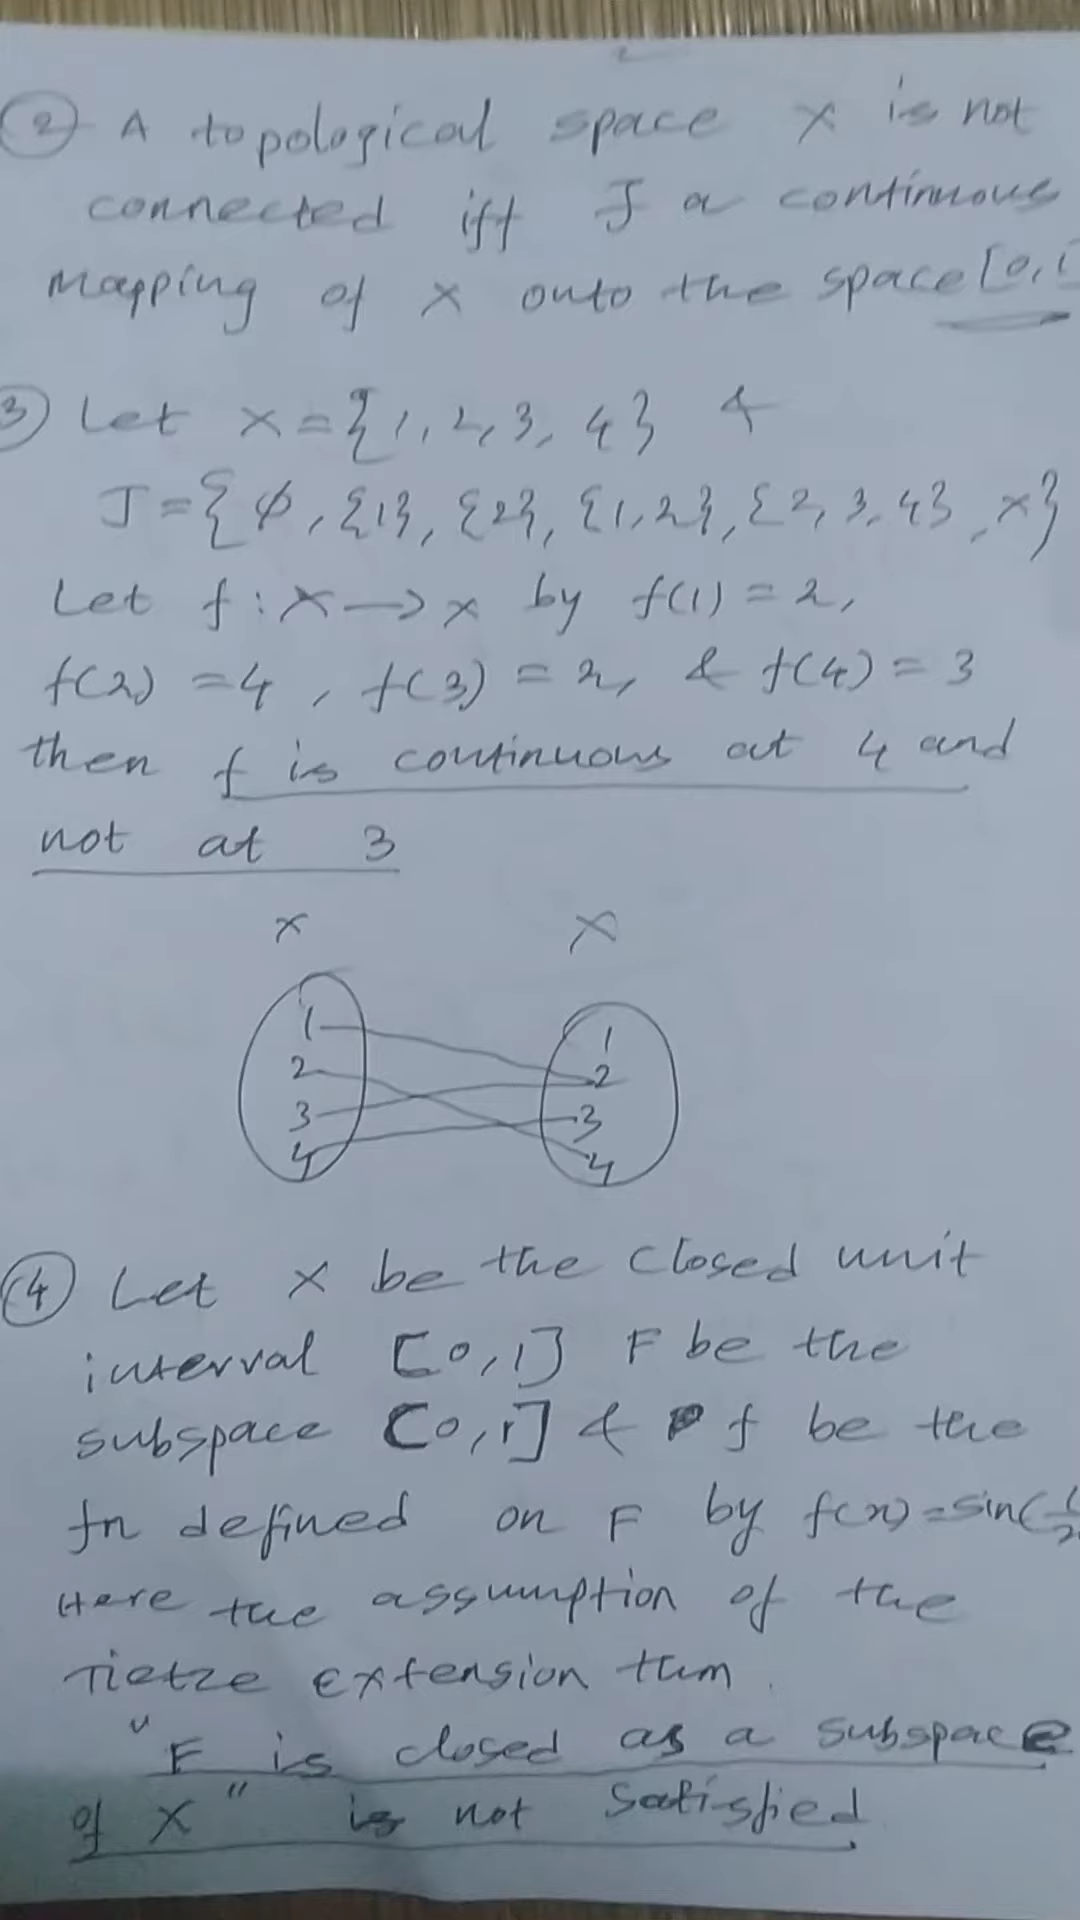 ② A topological space X is not
connected iff ∃ a continuous
mapping of X onto the space [0,1
③ Let X = {1, 2, 3, 4} &
J = {φ, {1}, {2}, {1,2}, {2, 3, 4}, X}
Let f : X → X by f(1) = 2,
f(2) = 4, f(3) = 2, & f(4) = 3
then f is continuous at 4 and
not at 3
X X
1 1
2 2
3 3
4 4
④ Let X be the closed unit
interval [0,1] F be the
subspace [0,1] & f be the
fn defined on F by f(x) = sin(1/x
Here the assumption of the
Tietze Extension thm.
"F is closed as a subspace
of X" is not satisfied